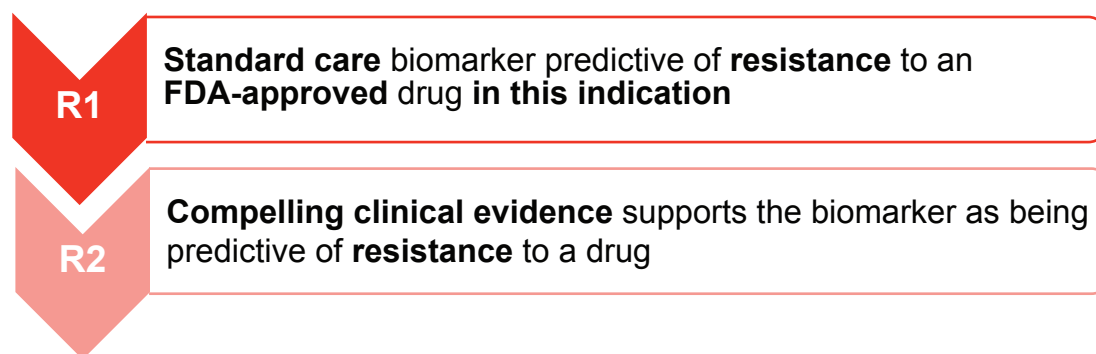 R1
Standard care biomarker predictive of resistance to an
FDA-approved drug in this indication
R2
Compelling clinical evidence supports the biomarker as being
predictive of resistance to a drug